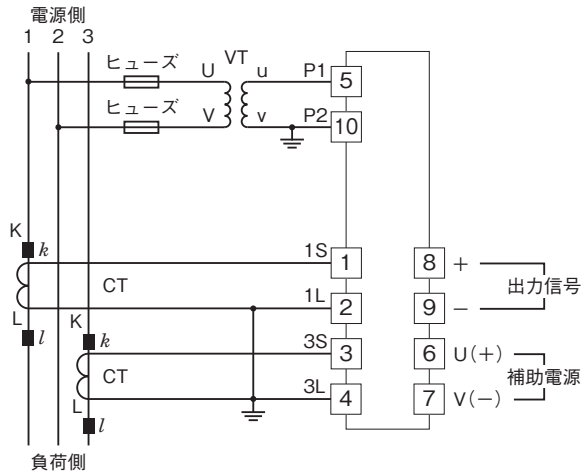 電源側
1 2 3
ヒューズ
U VT u P1 5
ヒューズ
V v P2 10
K k
1S 1 8 +
CT
出力信号
1L 2 9 −
L l
K k
3S 3 6 U(+)
CT
補助電源
3L 4 7 V(−)
L l
負荷側